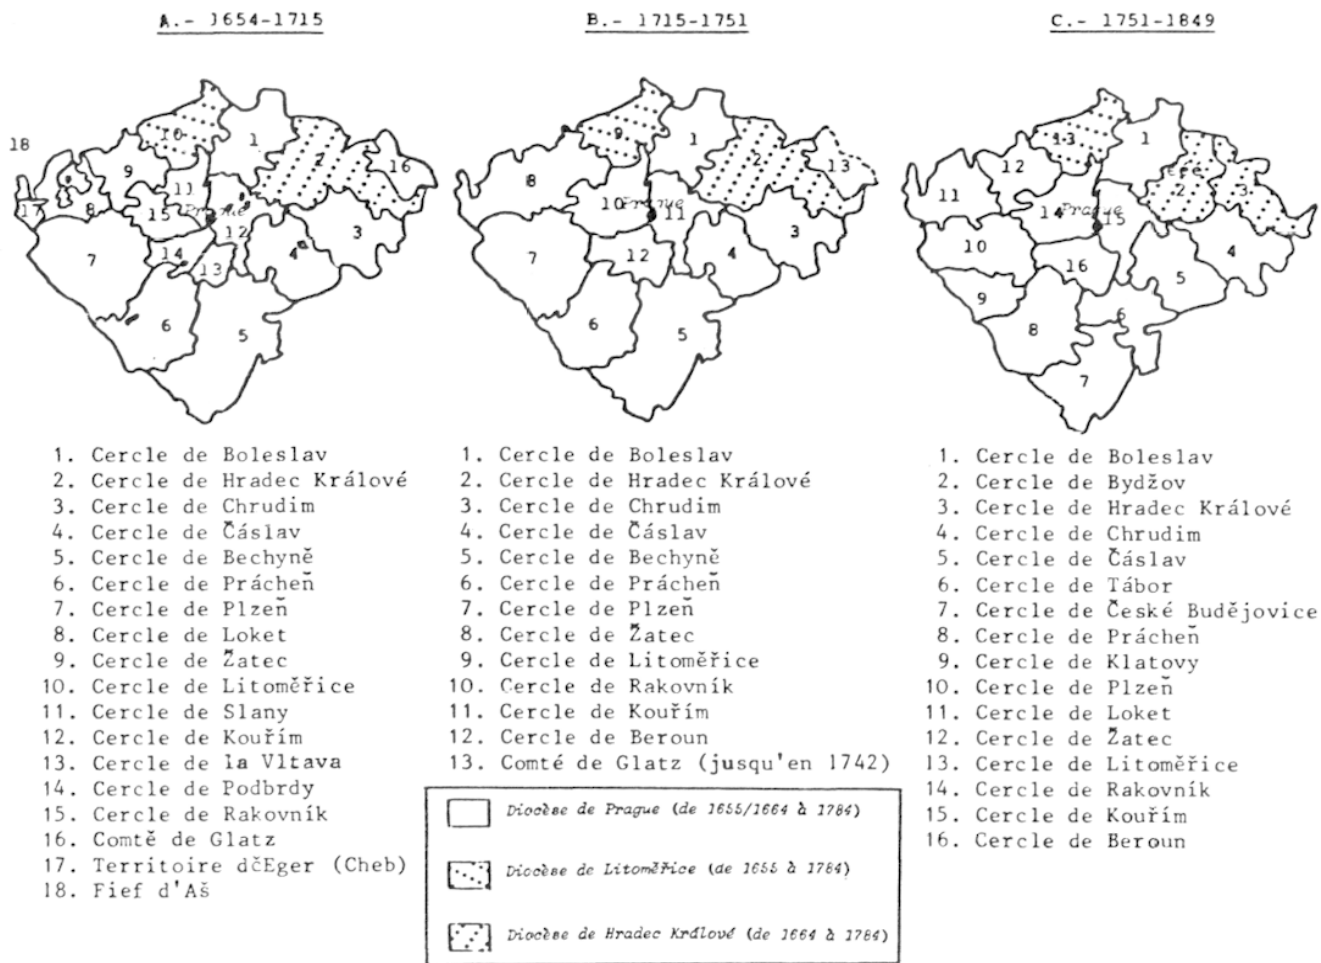 A.- 1654-1715
18
10
1
9
2
16
11
8
17
15
Prague
12
3
7
14
13
4
6
5
1. Cercle de Boleslav
2. Cercle de Hradec Králové
3. Cercle de Chrudim
4. Cercle de Čáslav
5. Cercle de Bechyně
6. Cercle de Prácheň
7. Cercle de Plzeň
8. Cercle de Loket
9. Cercle de Žatec
10. Cercle de Litoměřice
11. Cercle de Slany
12. Cercle de Kouřím
13. Cercle de la Vltava
14. Cercle de Podbrdy
15. Cercle de Rakovník
16. Comtě de Glatz
17. Territoire dčEger (Cheb)
18. Fief d'Aš
B.- 1715-1751
9
1
2
13
8
10
Prague
11
3
7
12
4
6
5
1. Cercle de Boleslav
2. Cercle de Hradec Králové
3. Cercle de Chrudim
4. Cercle de Čáslav
5. Cercle de Bechyně
6. Cercle de Prácheň
7. Cercle de Plzeň
8. Cercle de Žatec
9. Cercle de Litoměřice
10. Cercle de Rakovník
11. Cercle de Kouřím
12. Cercle de Beroun
13. Comté de Glatz (jusqu'en 1742)
Diocèse de Prague (de 1655/1664 à 1784)
Diocèse de Litoměřice (de 1655 à 1784)
Diocèse de Hradec Králové (de 1664 à 1784)
C.- 1751-1849
13
1
12
11
2
3
14
Prague
15
10
4
16
5
9
6
8
7
1. Cercle de Boleslav
2. Cercle de Bydžov
3. Cercle de Hradec Králové
4. Cercle de Chrudim
5. Cercle de Čáslav
6. Cercle de Tábor
7. Cercle de České Budějovice
8. Cercle de Prácheň
9. Cercle de Klatovy
10. Cercle de Plzeň
11. Cercle de Loket
12. Cercle de Žatec
13. Cercle de Litoměřice
14. Cercle de Rakovník
15. Cercle de Kouřím
16. Cercle de Beroun